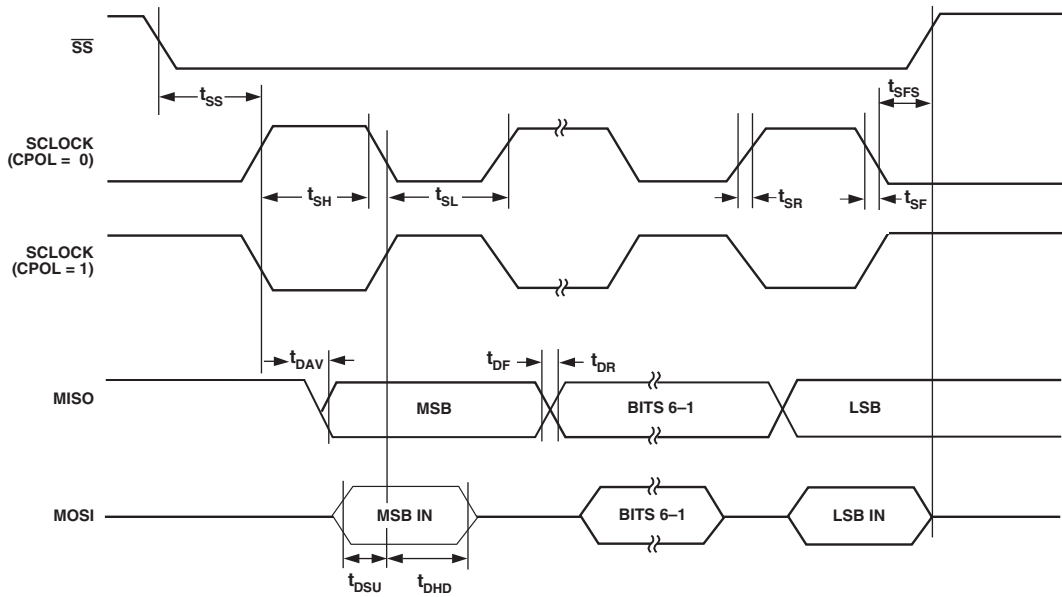 SS
tSS
tSFS
SCLOCK
(CPOL = 0)
tSH
tSL
tSR
tSF
SCLOCK
(CPOL = 1)
tDAV
tDF
tDR
MISO
MSB
BITS 6–1
LSB
MOSI
MSB IN
BITS 6–1
LSB IN
tDSU
tDHD